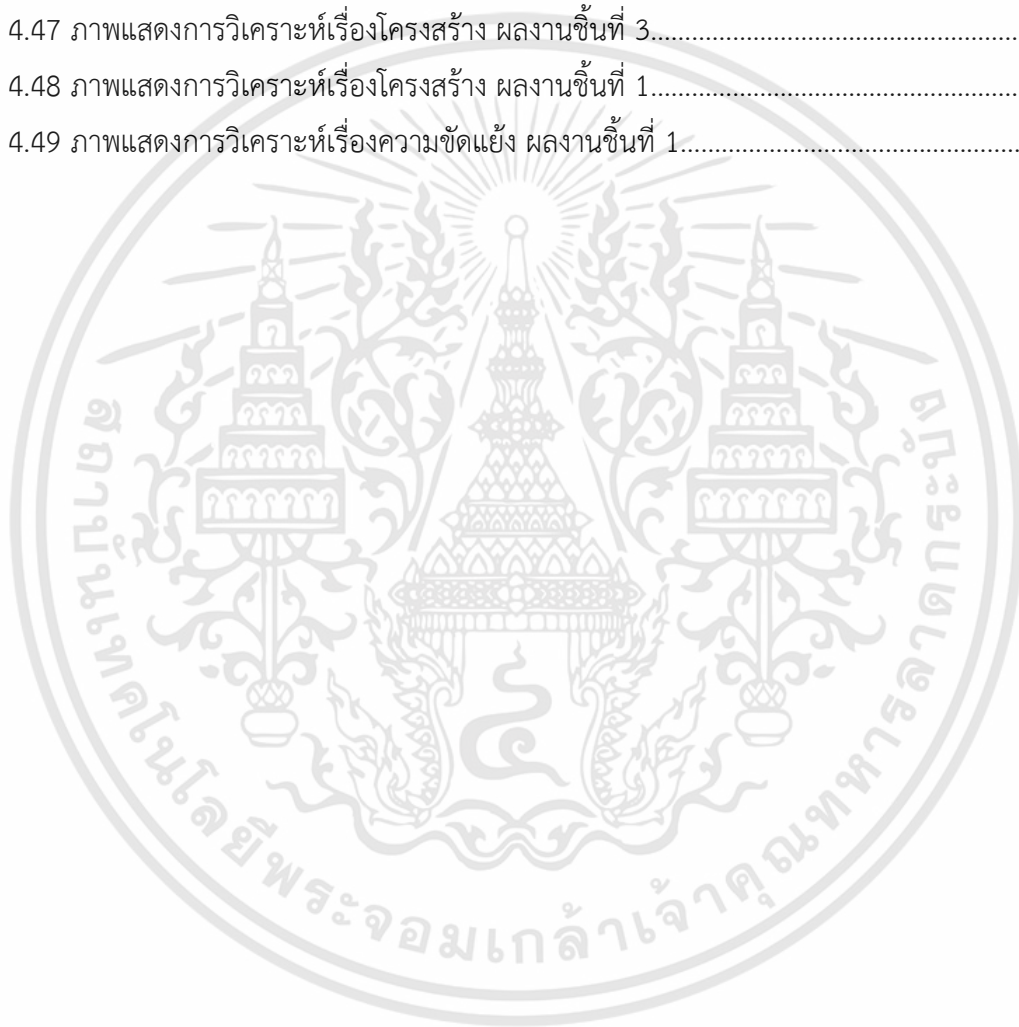 4.47 ภาพแสดงการวิเคราะห์เรื่องโครงสร้าง ผลงานชิ้นที่ 3.......................................................
4.48 ภาพแสดงการวิเคราะห์เรื่องโครงสร้าง ผลงานชิ้นที่ 1.......................................................
4.49 ภาพแสดงการวิเคราะห์เรื่องความขัดแย้ง ผลงานชิ้นที่ 1...................................................
สถาบันเทคโนโลยีพระจอมเกล้าเจ้าคุณทหารลาดกระบัง
๔